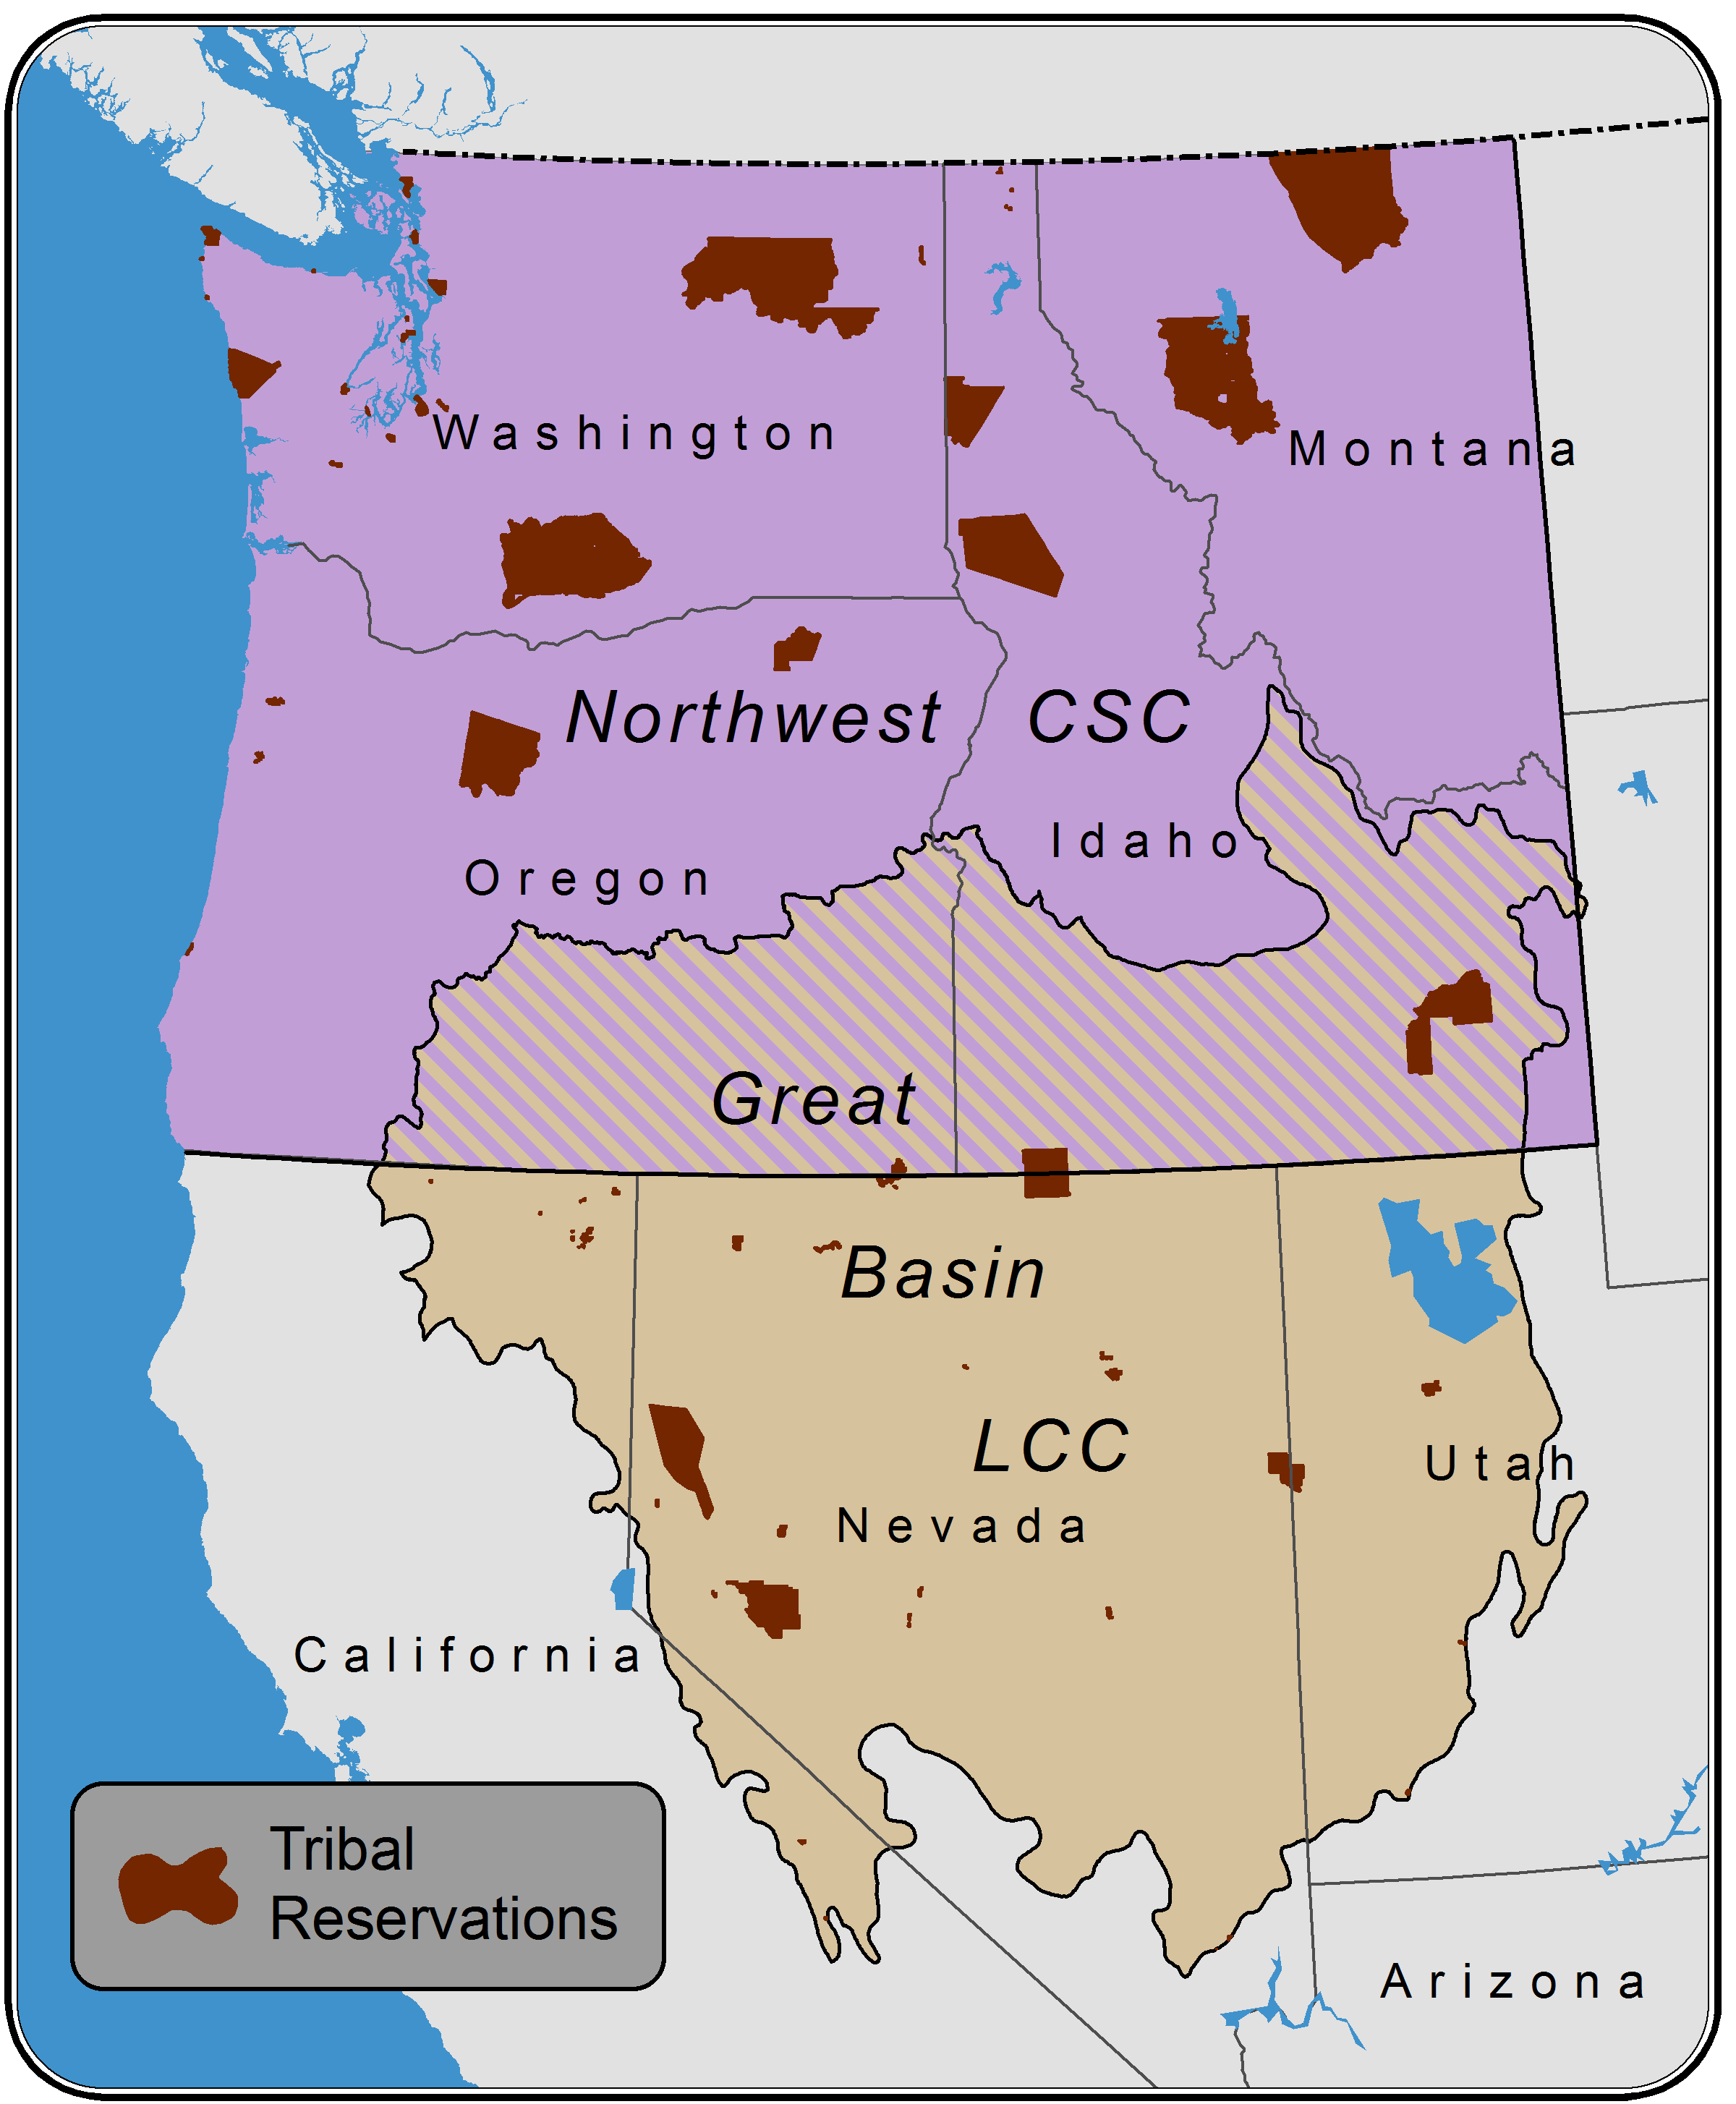 Washington
Montana
Northwest CSC
Idaho
Oregon
Great
Basin
LCC
Utah
Nevada
California
Tribal
Reservations
Arizona